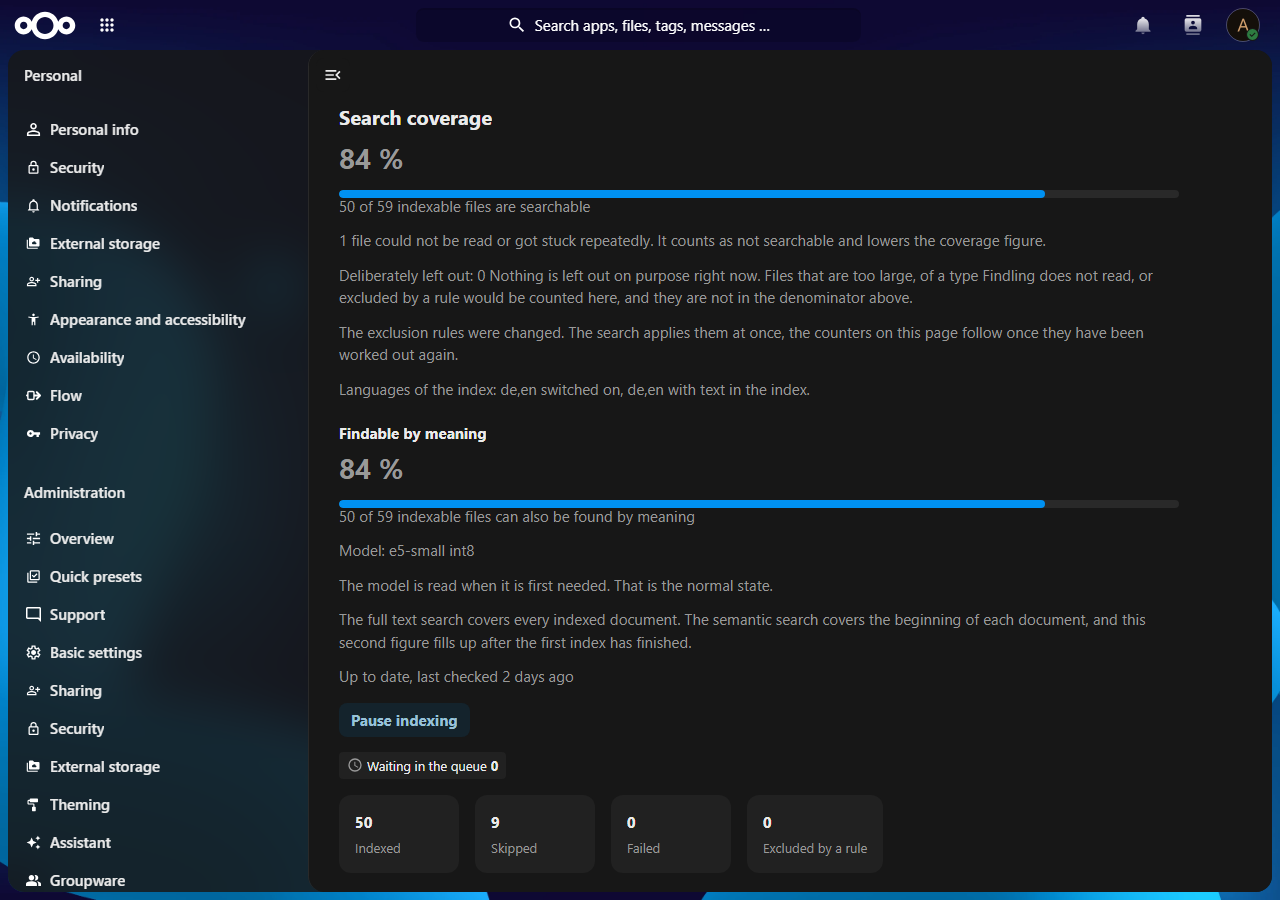 Search apps, files, tags, messages ...
A
Personal
Personal info
Security
Notifications
External storage
Sharing
Appearance and accessibility
Availability
Flow
Privacy
Administration
Overview
Quick presets
Support
Basic settings
Sharing
Security
External storage
Theming
Assistant
Groupware
Search coverage
84 %
50 of 59 indexable files are searchable
1 file could not be read or got stuck repeatedly. It counts as not searchable and lowers the coverage figure.
Deliberately left out: 0 Nothing is left out on purpose right now. Files that are too large, of a type Findling does not read, or
excluded by a rule would be counted here, and they are not in the denominator above.
The exclusion rules were changed. The search applies them at once, the counters on this page follow once they have been
worked out again.
Languages of the index: de,en switched on, de,en with text in the index.
Findable by meaning
84 %
50 of 59 indexable files can also be found by meaning
Model: e5-small int8
The model is read when it is first needed. That is the normal state.
The full text search covers every indexed document. The semantic search covers the beginning of each document, and this
second figure fills up after the first index has finished.
Up to date, last checked 2 days ago
Pause indexing
Waiting in the queue 0
50
Indexed
9
Skipped
0
Failed
0
Excluded by a rule